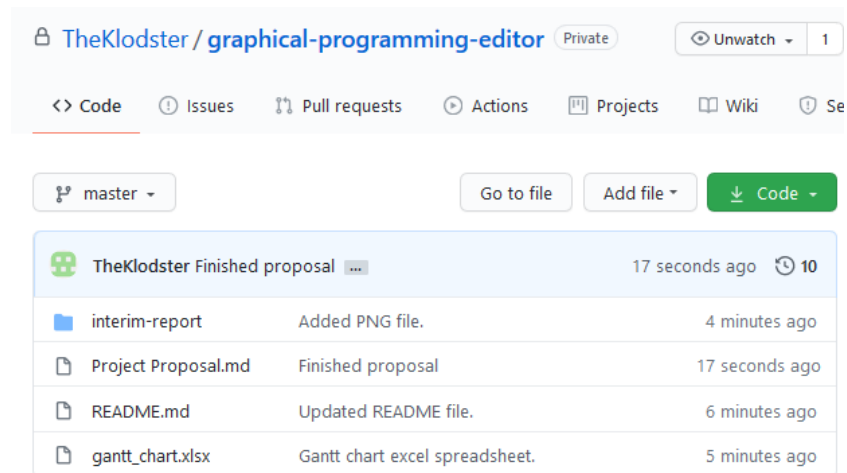 TheKlodster / graphical-programming-editor Private Unwatch 1
<> Code Issues Pull requests Actions Projects Wiki Se
master Go to file Add file Code
TheKlodster Finished proposal ... 17 seconds ago 10
interim-report Added PNG file. 4 minutes ago
Project Proposal.md Finished proposal 17 seconds ago
README.md Updated README file. 6 minutes ago
gantt_chart.xlsx Gantt chart excel spreadsheet. 5 minutes ago